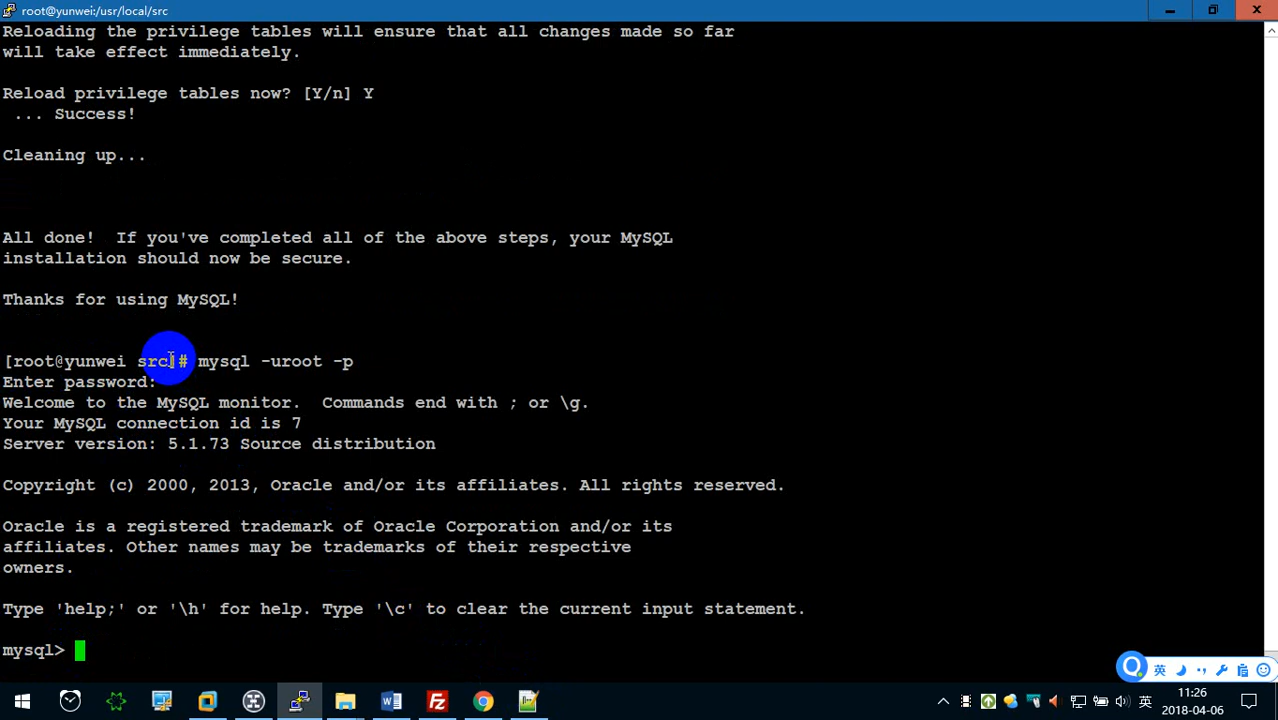 root@yunwei:/usr/local/src
Reloading the privilege tables will ensure that all changes made so far
will take effect immediately.
Reload privilege tables now? [Y/n] Y
... Success!
Cleaning up...
All done!  If you've completed all of the above steps, your MySQL
installation should now be secure.
Thanks for using MySQL!
[root@yunwei src]# mysql -uroot -p
Enter password:
Welcome to the MySQL monitor.  Commands end with ; or \g.
Your MySQL connection id is 7
Server version: 5.1.73 Source distribution
Copyright (c) 2000, 2013, Oracle and/or its affiliates. All rights reserved.
Oracle is a registered trademark of Oracle Corporation and/or its
affiliates. Other names may be trademarks of their respective
owners.
Type 'help;' or '\h' for help. Type '\c' to clear the current input statement.
mysql>
英
英
11:26
2018-04-06